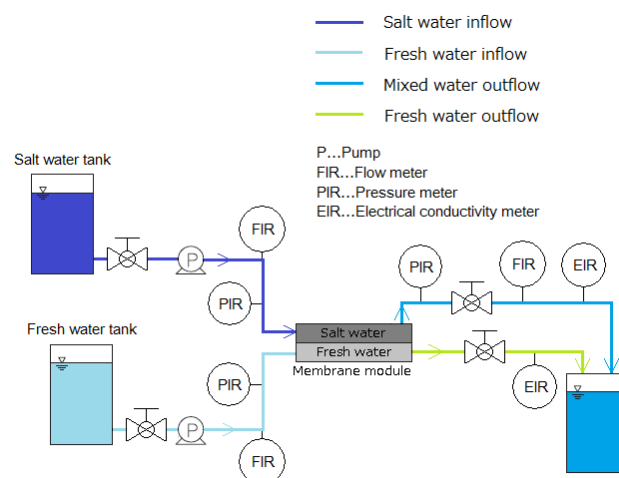 Salt water inflow
Fresh water inflow
Mixed water outflow
Fresh water outflow
P...Pump
FIR...Flow meter
PIR...Pressure meter
EIR...Electrical conductivity meter
Salt water tank
FIR
P
PIR
PIR
FIR
EIR
Fresh water tank
Salt water
Fresh water
Membrane module
PIR
EIR
P
FIR